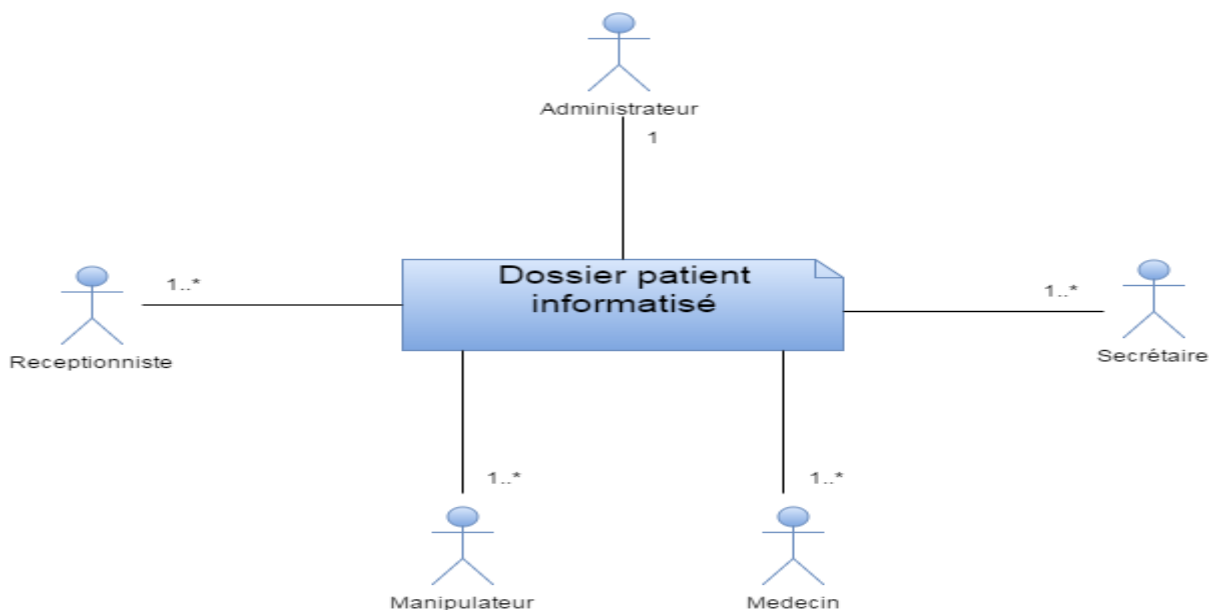 Administrateur
1
Dossier patient
informatisé
1..*
1..*
Receptionniste
Secrétaire
1..*
1..*
Manipulateur
Medecin